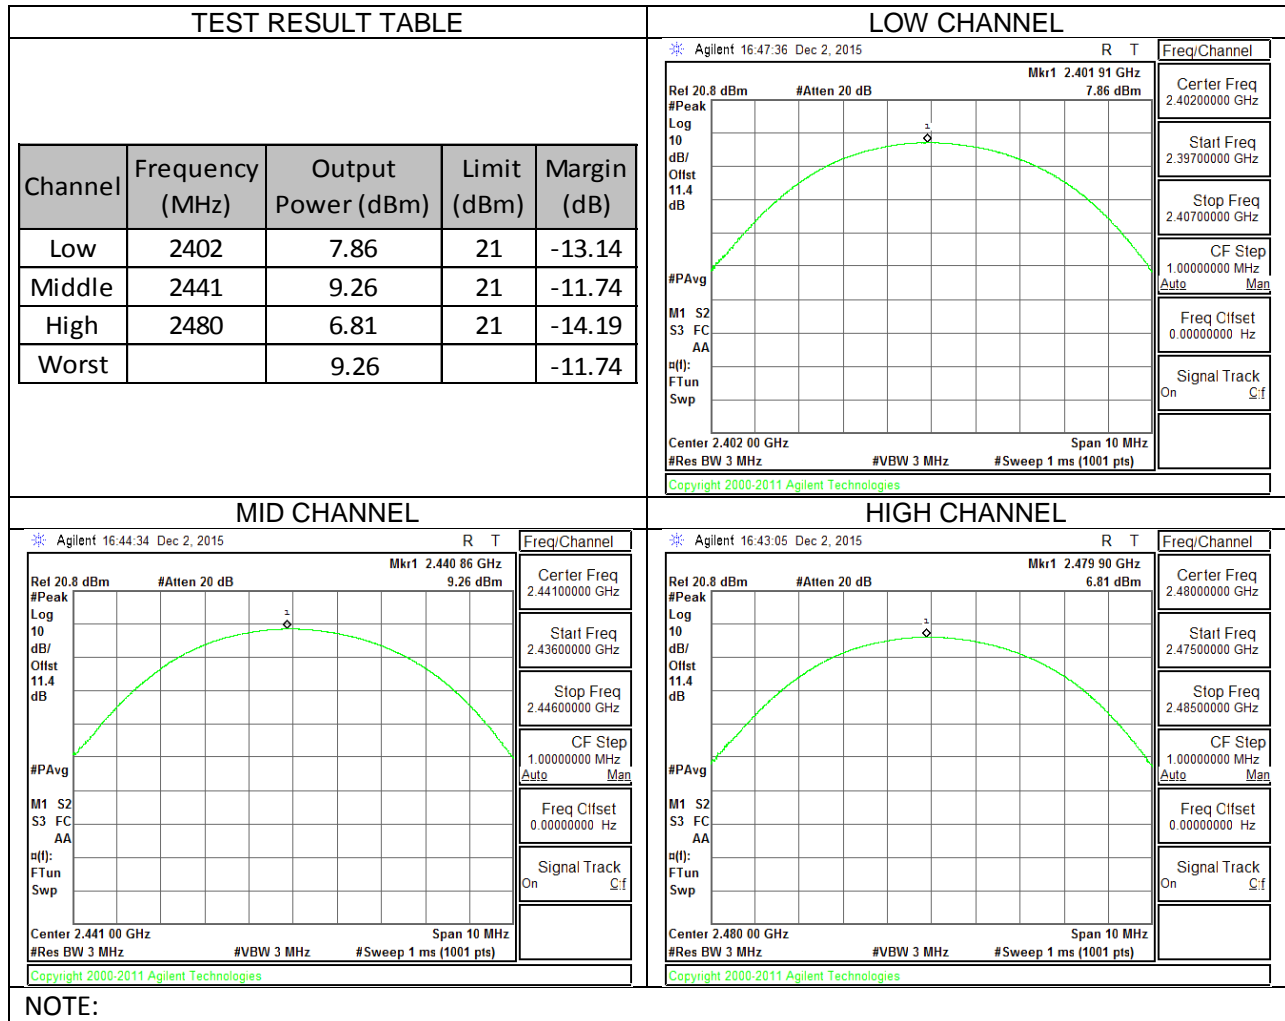 TEST RESULT TABLE
Channel Frequency (MHz) Output Power (dBm) Limit (dBm) Margin (dB)
Low 2402 7.86 21 -13.14
Middle 2441 9.26 21 -11.74
High 2480 6.81 21 -14.19
Worst 9.26 -11.74
LOW CHANNEL
Agilent 16:47:36 Dec 2, 2015 R T
Mkr1 2.401 91 GHz
Ref 20.8 dBm #Atten 20 dB 7.86 dBm
#Peak
Log
10
dB/
Offst
11.4
dB
1
#PAvg
M1 S2
S3 FC
AA
¤(f):
FTun
Swp
Center 2.402 00 GHz Span 10 MHz
#Res BW 3 MHz #VBW 3 MHz #Sweep 1 ms (1001 pts)
Copyright 2000-2011 Agilent Technologies
Freq/Channel
Center Freq
2.40200000 GHz
Start Freq
2.39700000 GHz
Stop Freq
2.40700000 GHz
CF Step
1.00000000 MHz
Auto Man
Freq Offset
0.00000000 Hz
Signal Track
On Off
MID CHANNEL
Agilent 16:44:34 Dec 2, 2015 R T
Mkr1 2.440 86 GHz
Ref 20.8 dBm #Atten 20 dB 9.26 dBm
#Peak
Log
10
dB/
Offst
11.4
dB
1
#PAvg
M1 S2
S3 FC
AA
¤(f):
FTun
Swp
Center 2.441 00 GHz Span 10 MHz
#Res BW 3 MHz #VBW 3 MHz #Sweep 1 ms (1001 pts)
Copyright 2000-2011 Agilent Technologies
Freq/Channel
Center Freq
2.44100000 GHz
Start Freq
2.43600000 GHz
Stop Freq
2.44600000 GHz
CF Step
1.00000000 MHz
Auto Man
Freq Offset
0.00000000 Hz
Signal Track
On Off
HIGH CHANNEL
Agilent 16:43:05 Dec 2, 2015 R T
Mkr1 2.479 90 GHz
Ref 20.8 dBm #Atten 20 dB 6.81 dBm
#Peak
Log
10
dB/
Offst
11.4
dB
1
#PAvg
M1 S2
S3 FC
AA
¤(f):
FTun
Swp
Center 2.480 00 GHz Span 10 MHz
#Res BW 3 MHz #VBW 3 MHz #Sweep 1 ms (1001 pts)
Copyright 2000-2011 Agilent Technologies
Freq/Channel
Center Freq
2.48000000 GHz
Start Freq
2.47500000 GHz
Stop Freq
2.48500000 GHz
CF Step
1.00000000 MHz
Auto Man
Freq Offset
0.00000000 Hz
Signal Track
On Off
NOTE: